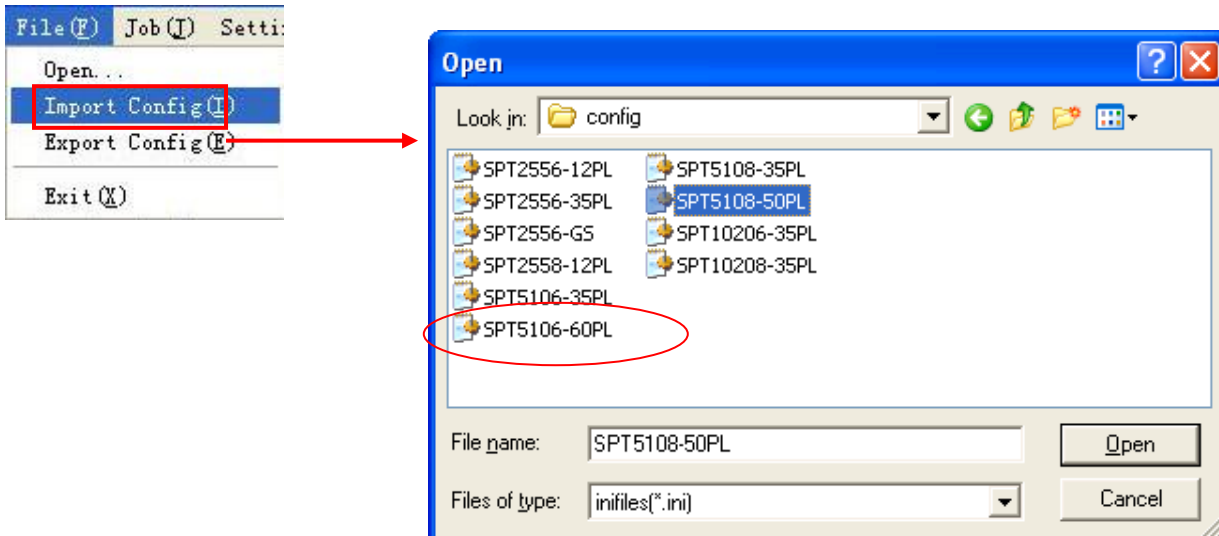 File(F) Job(J) Setti
Open...
Import Config(I)
Export Config(E)
Exit(X)
Open
Look in: config
SPT2556-12PL
SPT2556-35PL
SPT2556-GS
SPT2558-12PL
SPT5106-35PL
SPT5106-60PL
SPT5108-35PL
SPT5108-50PL
SPT10206-35PL
SPT10208-35PL
File name: SPT5108-50PL
Open
Files of type: inifiles(*.ini)
Cancel